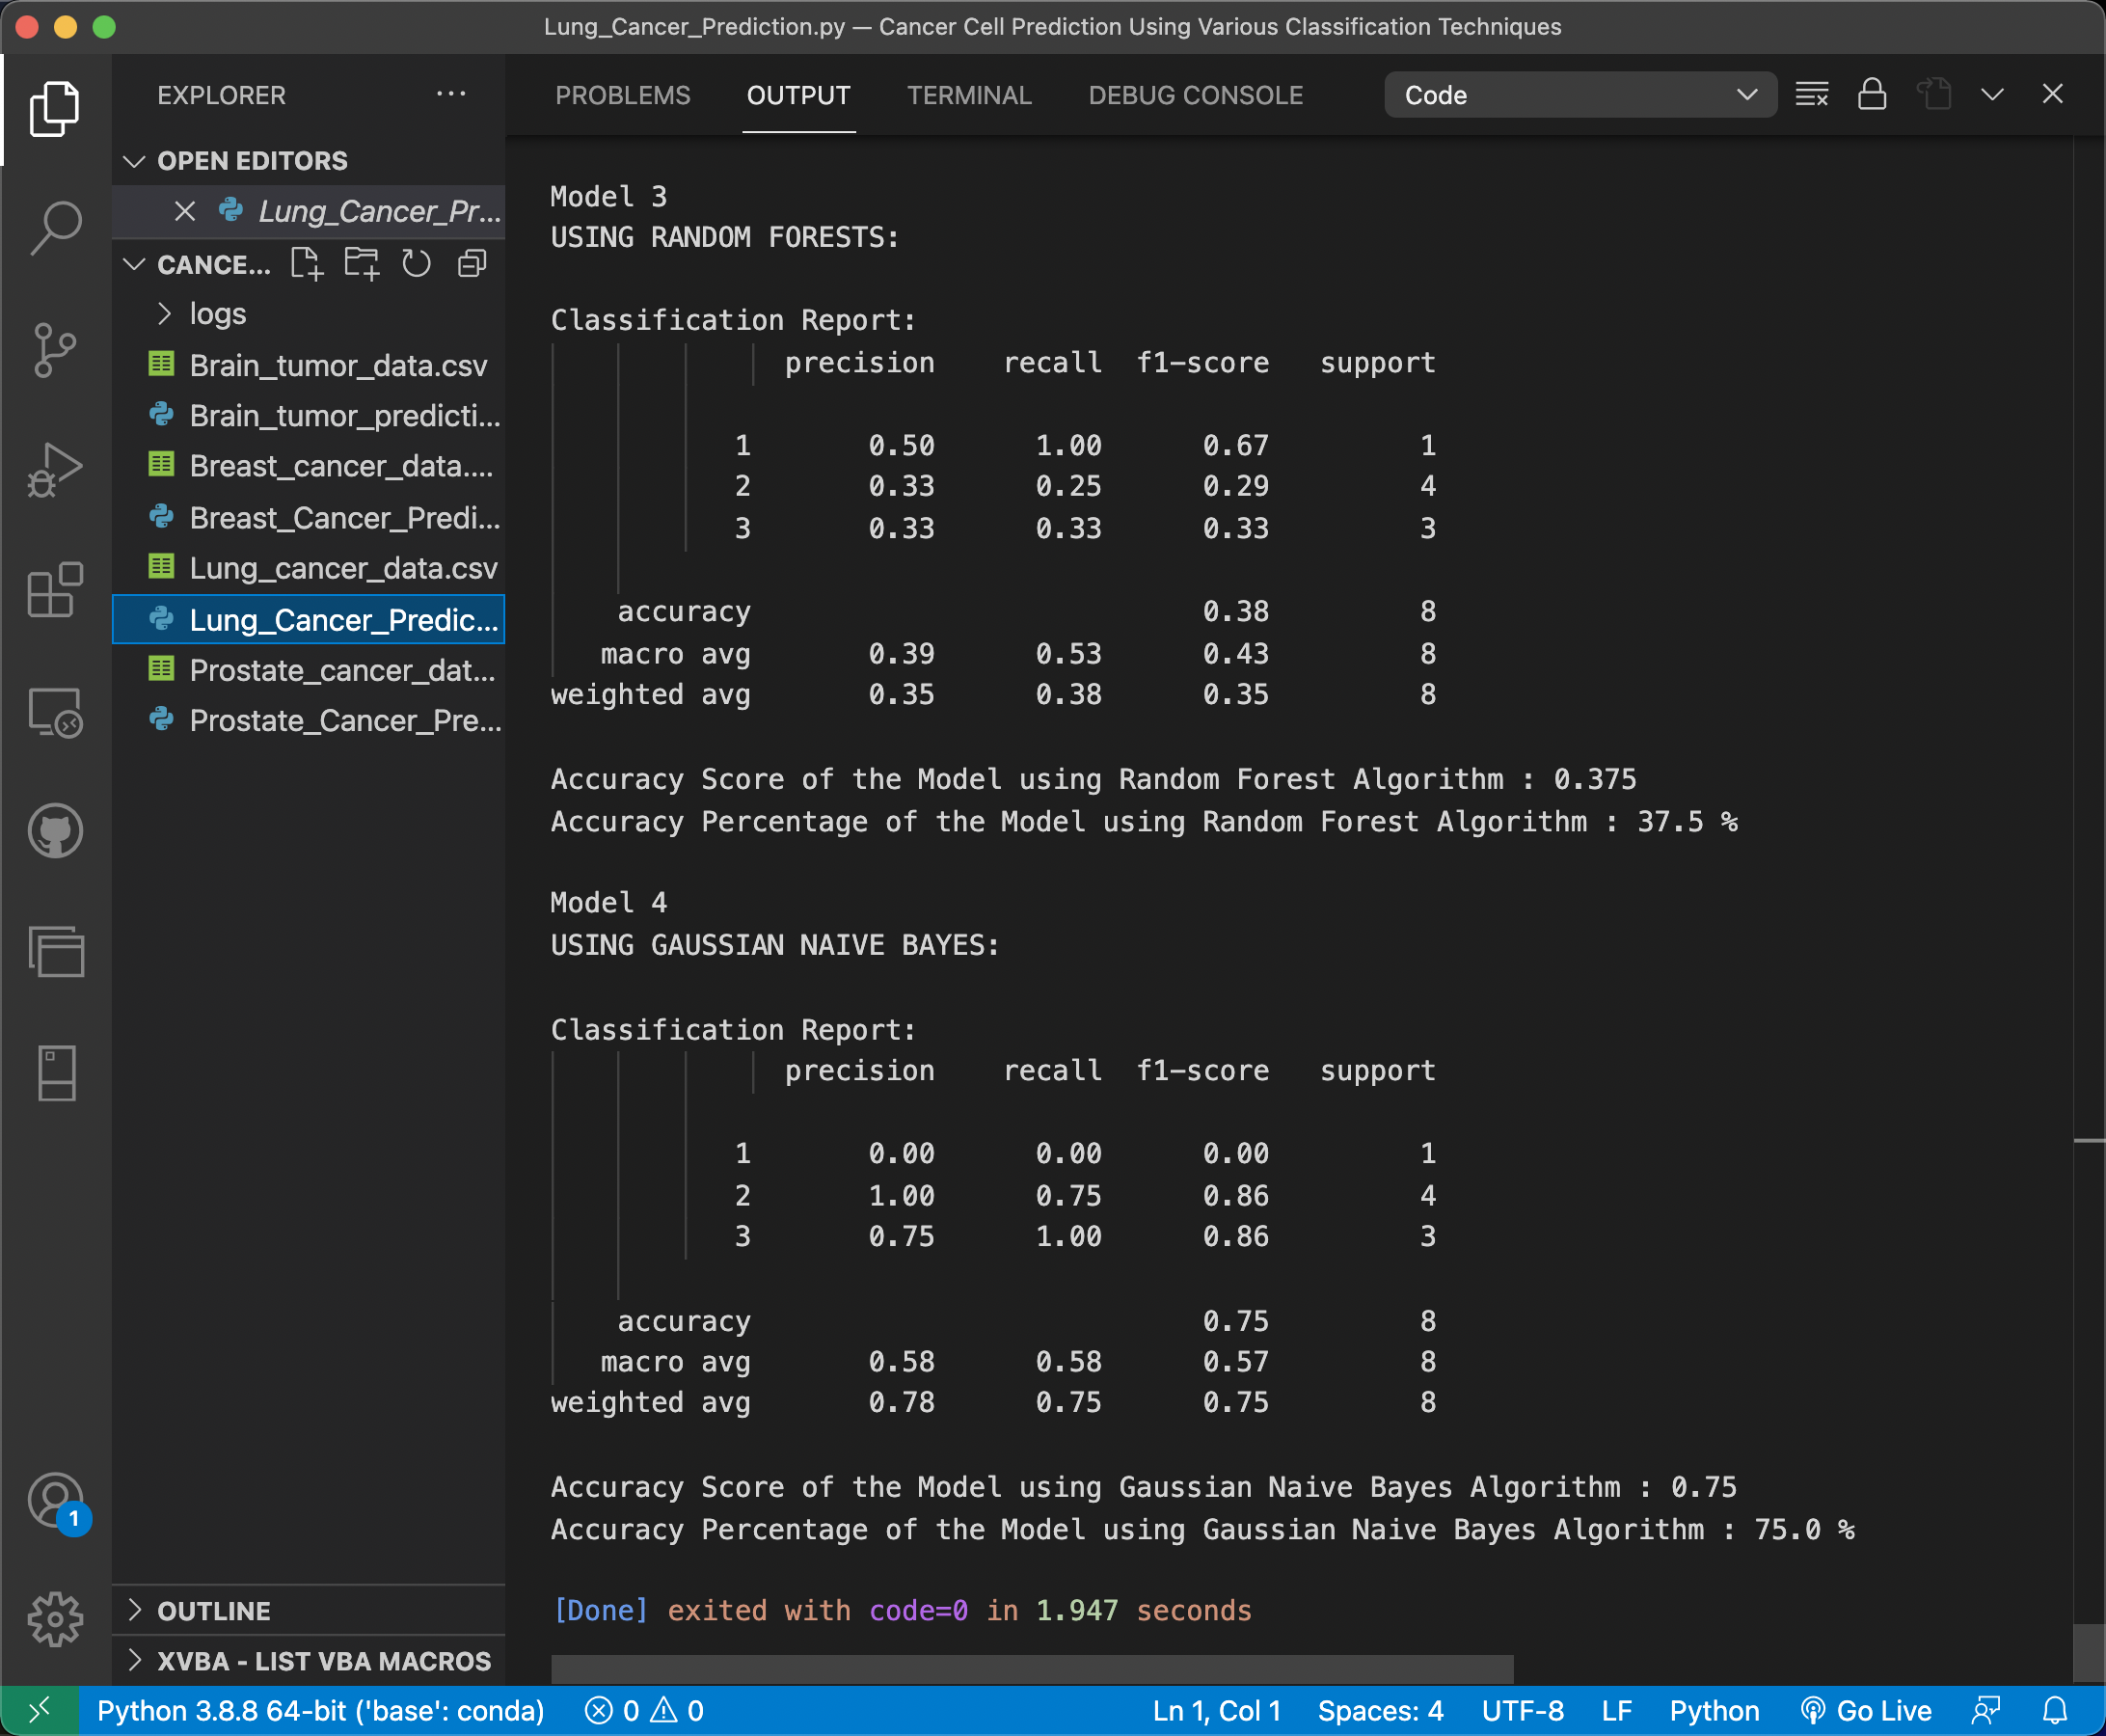 Lung_Cancer_Prediction.py — Cancer Cell Prediction Using Various Classification Techniques
EXPLORER
OPEN EDITORS
Lung_Cancer_Pr...
CANCE...
logs
Brain_tumor_data.csv
Brain_tumor_predicti...
Breast_cancer_data....
Breast_Cancer_Predi...
Lung_cancer_data.csv
Lung_Cancer_Predic...
Prostate_cancer_dat...
Prostate_Cancer_Pre...
OUTLINE
XVBA - LIST VBA MACROS
1
PROBLEMS OUTPUT TERMINAL DEBUG CONSOLE Code
Model 3
USING RANDOM FORESTS:
Classification Report:
precision recall f1-score support
1 0.50 1.00 0.67 1
2 0.33 0.25 0.29 4
3 0.33 0.33 0.33 3
accuracy 0.38 8
macro avg 0.39 0.53 0.43 8
weighted avg 0.35 0.38 0.35 8
Accuracy Score of the Model using Random Forest Algorithm : 0.375
Accuracy Percentage of the Model using Random Forest Algorithm : 37.5 %
Model 4
USING GAUSSIAN NAIVE BAYES:
Classification Report:
precision recall f1-score support
1 0.00 0.00 0.00 1
2 1.00 0.75 0.86 4
3 0.75 1.00 0.86 3
accuracy 0.75 8
macro avg 0.58 0.58 0.57 8
weighted avg 0.78 0.75 0.75 8
Accuracy Score of the Model using Gaussian Naive Bayes Algorithm : 0.75
Accuracy Percentage of the Model using Gaussian Naive Bayes Algorithm : 75.0 %
[Done] exited with code=0 in 1.947 seconds
Python 3.8.8 64-bit ('base': conda) 0 0 Ln 1, Col 1 Spaces: 4 UTF-8 LF Python Go Live